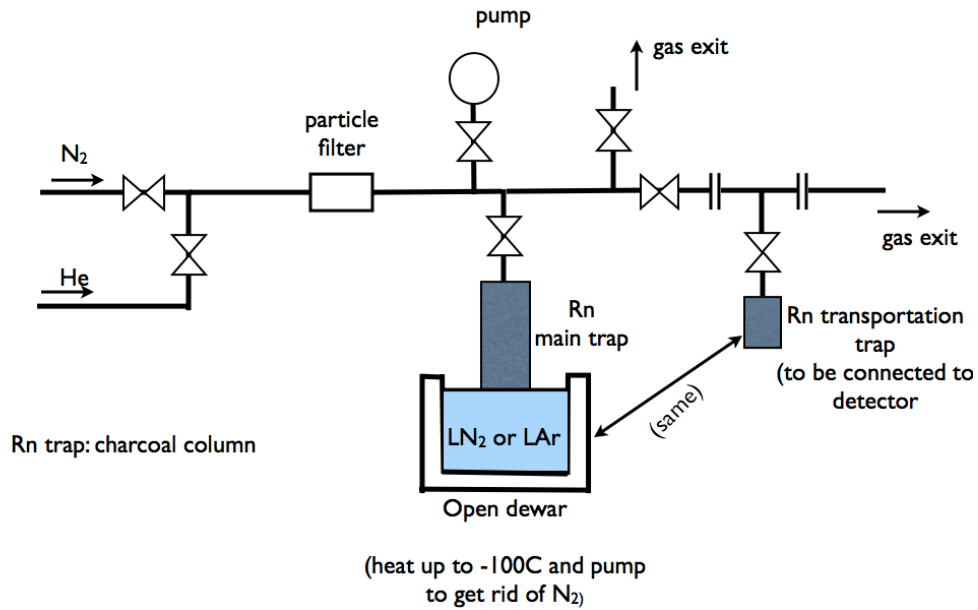 pump
gas exit
particle
filter
N2
He
gas exit
Rn
main trap
Rn transportation
trap
(to be connected to
detector
(same)
LN2 or LAr
Rn trap: charcoal column
Open dewar
(heat up to -100C and pump
to get rid of N2)